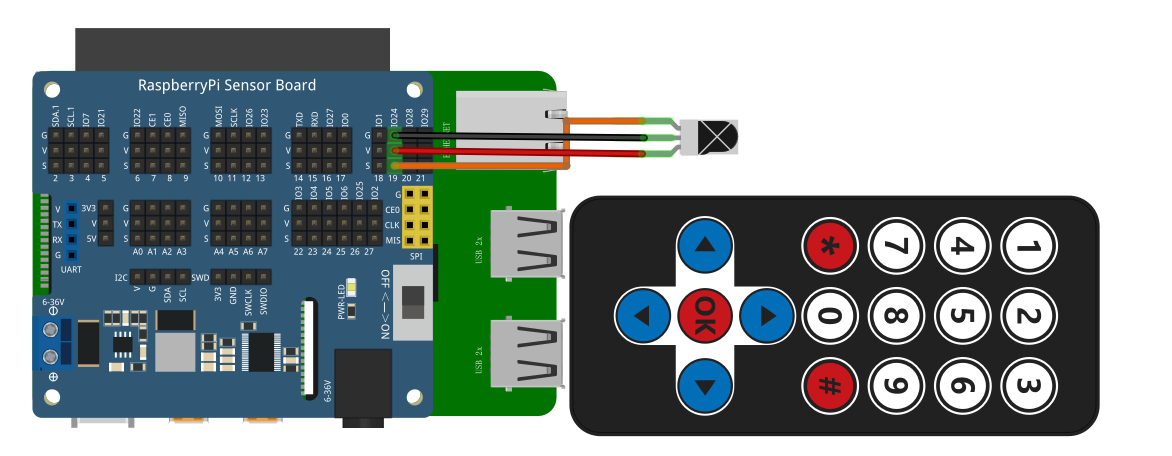 RaspberryPi Sensor Board
SDA.1 SCL.1 IO7 IO21 IO22 CE1 CE0 MISO MOSI SCLK IO26 IO23 TXD RXD IO27 IO0 IO1 IO24 IO28 IO29
G G G G G
V V V V V
S S S S S
2 3 4 5 6 7 8 9 10 11 12 13 14 15 16 17 18 19 20 21
IO3 IO4 IO5 IO6 IO25 IO2
V 3V3 G G G G
TX V V V V CE0
RX 5V S S S CLK
G A0 A1 A2 A3 A4 A5 A6 A7 22 23 24 25 26 27 MIS
UART SPI
I2C SWD
V G SDA SCL 3V3 GND SWCLK SWDIO
PWR-LED
OFF <—> ON
6-36V
6-36V
USB 2x
USB 2x
* 7 4 1
OK 0 8 5 2
# 9 6 3